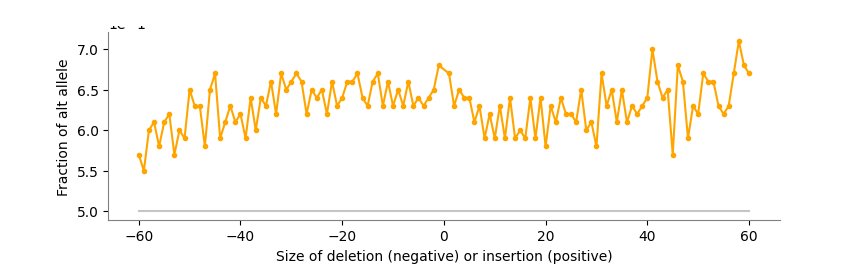 7.0
6.5
6.0
5.5
5.0
Fraction of alt allele
−60 −40 −20 0 20 40 60
Size of deletion (negative) or insertion (positive)